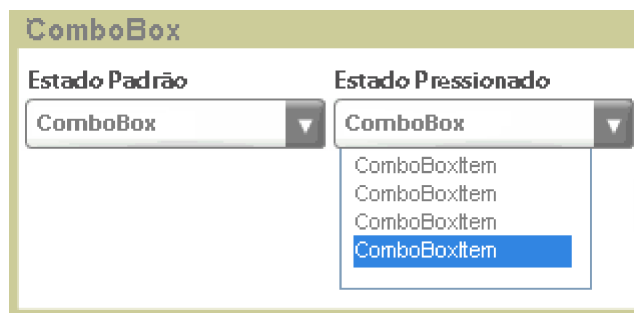 ComboBox
Estado Padrão
Estado Pressionado
ComboBox
ComboBox
ComboBoxItem
ComboBoxItem
ComboBoxItem
ComboBoxItem